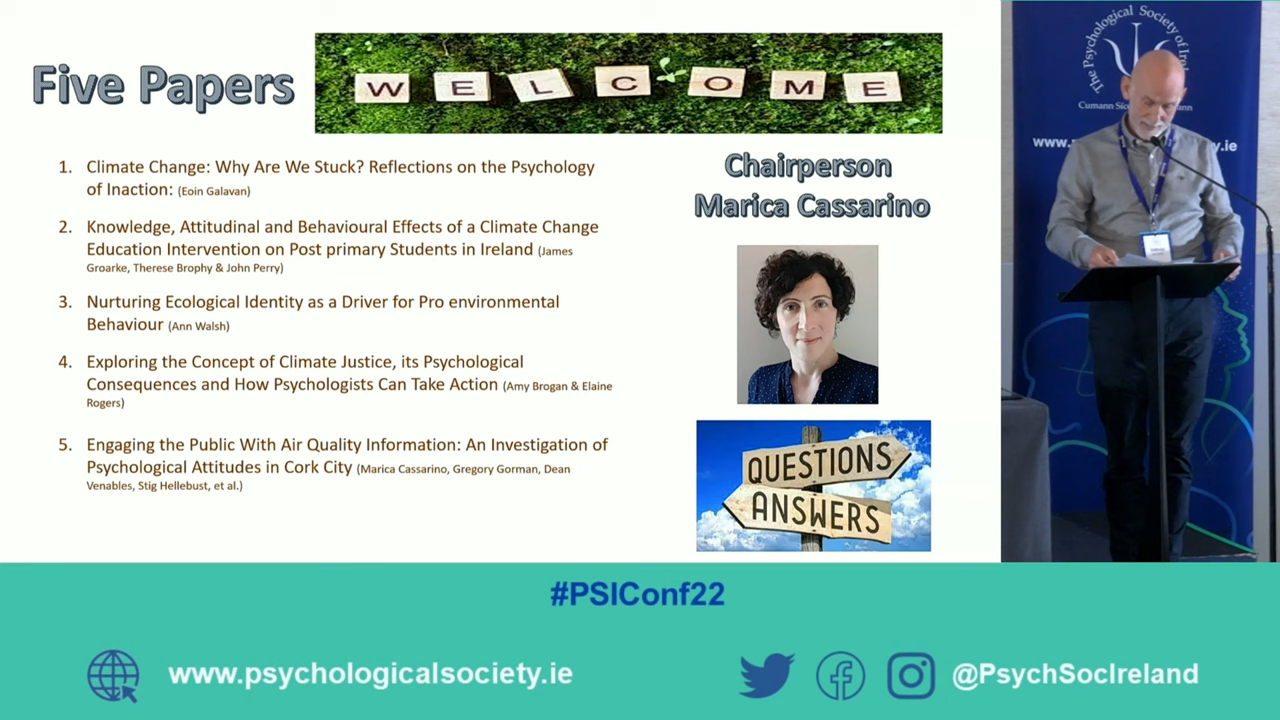 Five Papers
W E L C O M E
1. Climate Change: Why Are We Stuck? Reflections on the Psychology
of Inaction: (Eoin Galavan)
2. Knowledge, Attitudinal and Behavioural Effects of a Climate Change
Education Intervention on Post primary Students in Ireland (James
Groarke, Therese Brophy & John Perry)
3. Nurturing Ecological Identity as a Driver for Pro environmental
Behaviour (Ann Walsh)
4. Exploring the Concept of Climate Justice, its Psychological
Consequences and How Psychologists Can Take Action (Amy Brogan & Elaine
Rogers)
5. Engaging the Public With Air Quality Information: An Investigation of
Psychological Attitudes in Cork City (Marica Cassarino, Gregory Gorman, Dean
Venables, Stig Hellebust, et al.)
Chairperson
Marica Cassarino
QUESTIONS
ANSWERS
The Psychological Society of
Cumann
www.
.ie
#PSIConf22
www.psychologicalsociety.ie
@PsychSocIreland